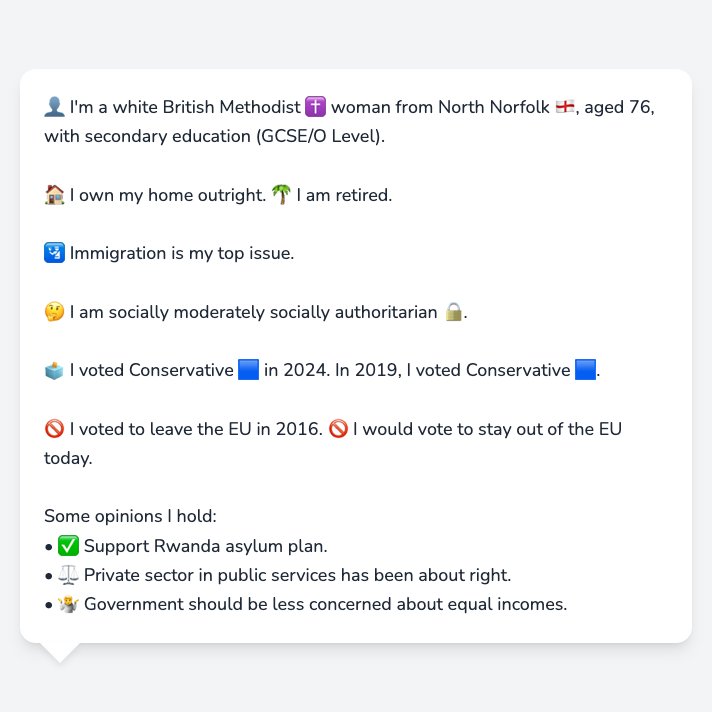 👤 I'm a white British Methodist ✝️ woman from North Norfolk 🏴󠁧󠁢󠁥󠁮󠁧󠁿, aged 76,
with secondary education (GCSE/O Level).
🏠 I own my home outright. 🌴 I am retired.
🛂 Immigration is my top issue.
🤔 I am socially moderately socially authoritarian 🔒.
🗳️ I voted Conservative 🟦 in 2024. In 2019, I voted Conservative 🟦.
🚫 I voted to leave the EU in 2016. 🚫 I would vote to stay out of the EU
today.
Some opinions I hold:
• ✅ Support Rwanda asylum plan.
• ⚖️ Private sector in public services has been about right.
• 🤷 Government should be less concerned about equal incomes.